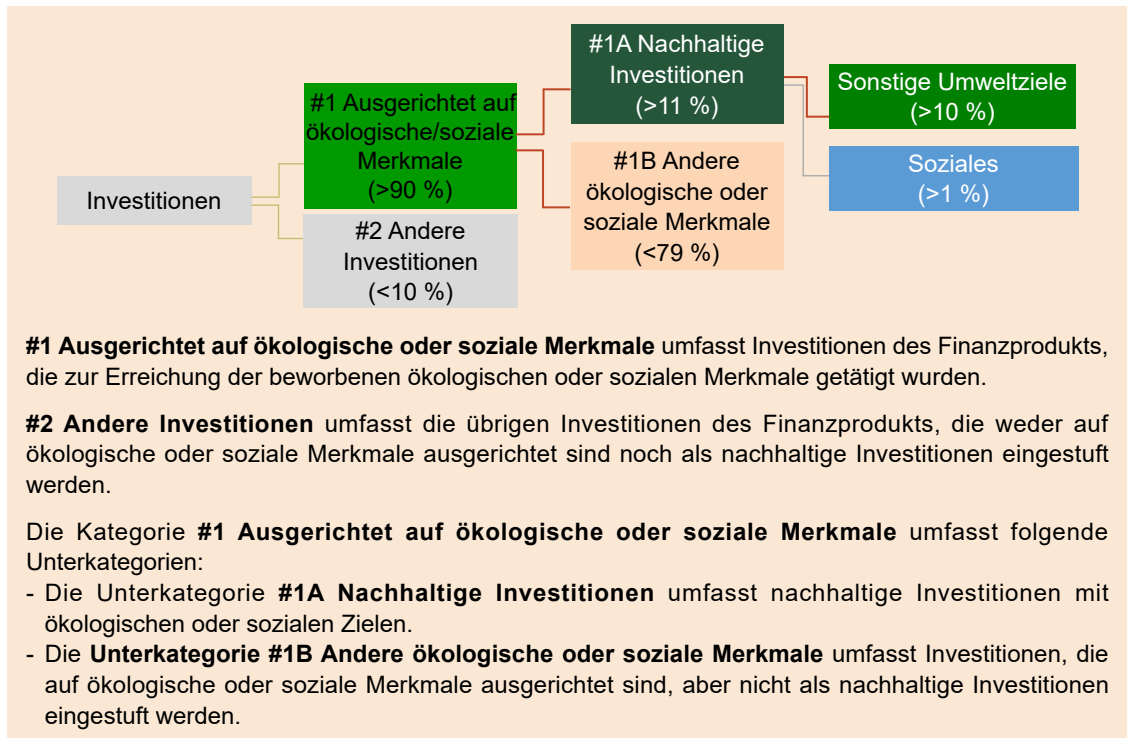 #1A Nachhaltige
Investitionen
(>11 %)
Sonstige Umweltziele
(>10 %)
#1 Ausgerichtet auf
ökologische/soziale
Merkmale
(>90 %)
#1B Andere
ökologische oder
soziale Merkmale
(<79 %)
Soziales
(>1 %)
Investitionen
#2 Andere
Investitionen
(<10 %)
#1 Ausgerichtet auf ökologische oder soziale Merkmale umfasst Investitionen des Finanzprodukts,
die zur Erreichung der beworbenen ökologischen oder sozialen Merkmale getätigt wurden.
#2 Andere Investitionen umfasst die übrigen Investitionen des Finanzprodukts, die weder auf
ökologische oder soziale Merkmale ausgerichtet sind noch als nachhaltige Investitionen eingestuft
werden.
Die Kategorie #1 Ausgerichtet auf ökologische oder soziale Merkmale umfasst folgende
Unterkategorien:
- Die Unterkategorie #1A Nachhaltige Investitionen umfasst nachhaltige Investitionen mit
ökologischen oder sozialen Zielen.
- Die Unterkategorie #1B Andere ökologische oder soziale Merkmale umfasst Investitionen, die
auf ökologische oder soziale Merkmale ausgerichtet sind, aber nicht als nachhaltige Investitionen
eingestuft werden.